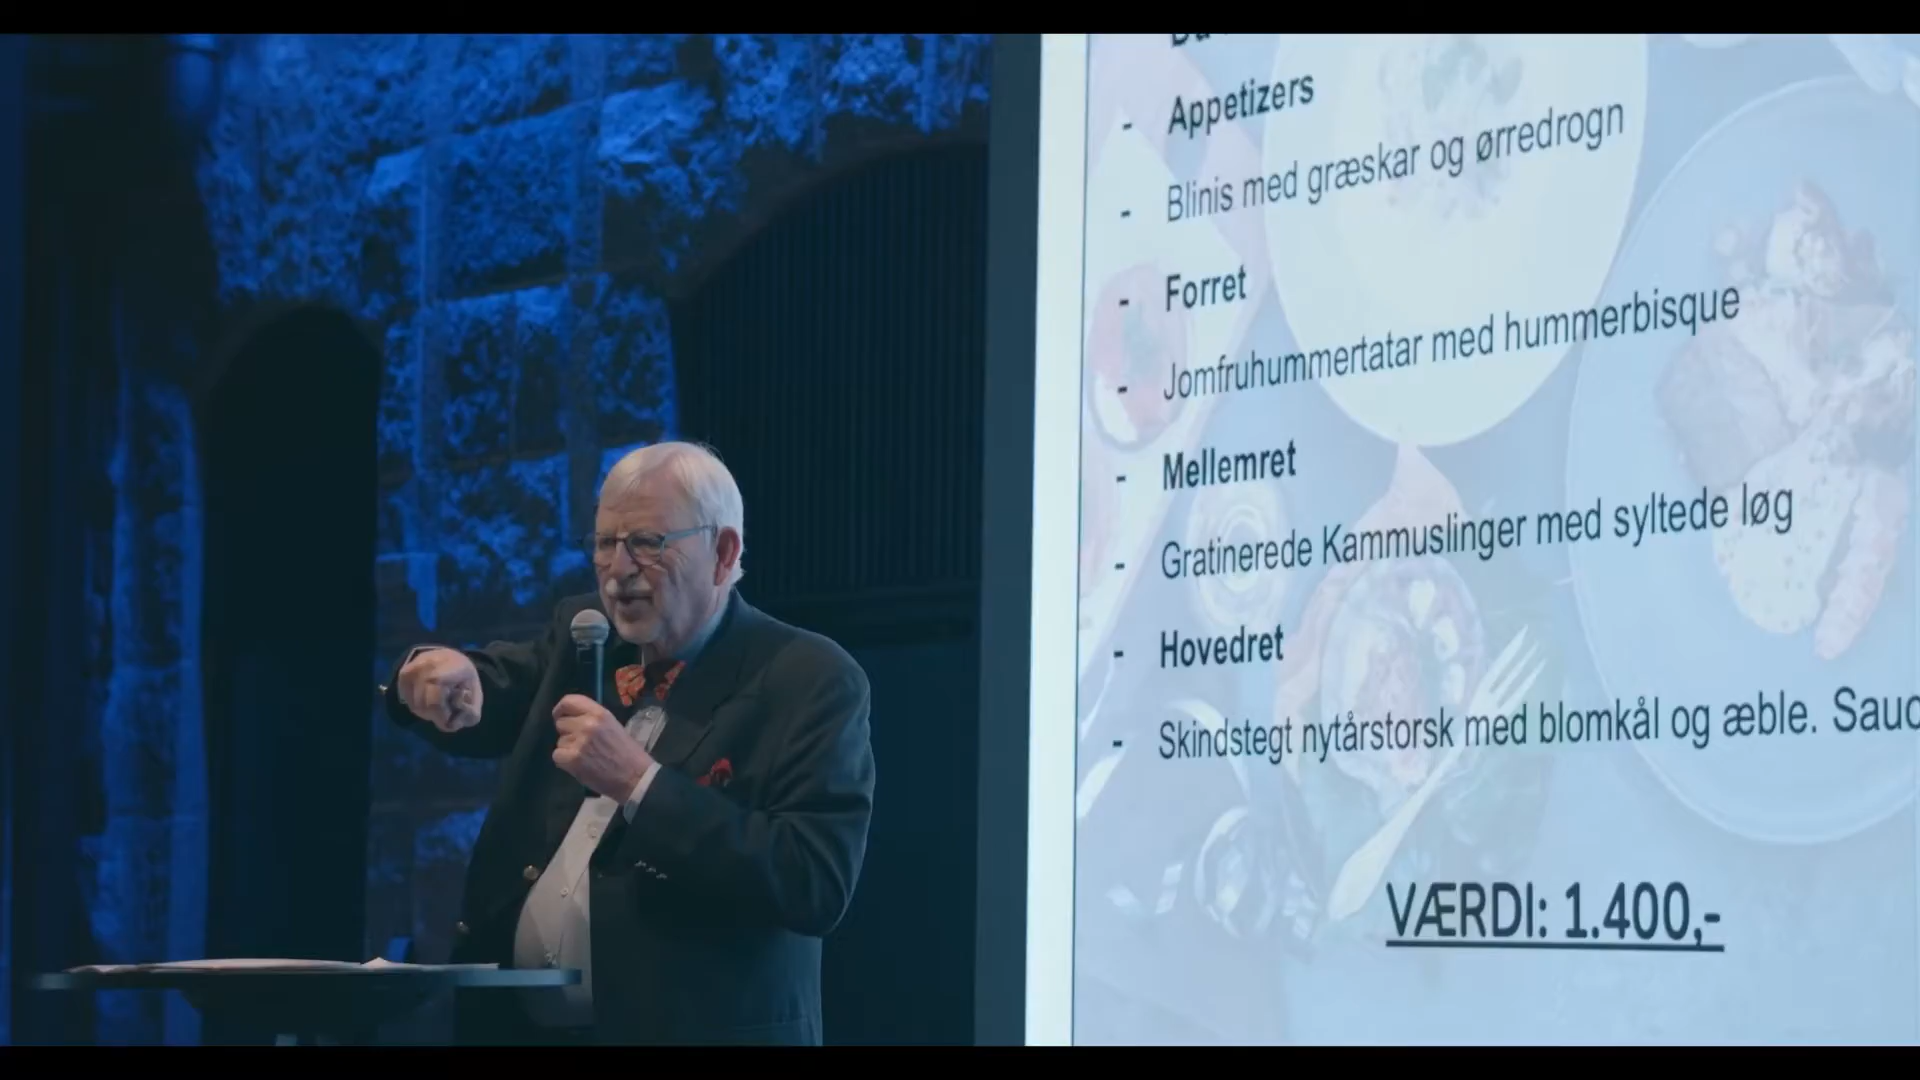 - Appetizers
- Blinis med græskar og ørredrogn
- Forret
- Jomfruhummertatar med hummerbisque
- Mellemret
- Gratinerede Kammuslinger med syltede løg
- Hovedret
- Skindstegt nytårstorsk med blomkål og æble.
VÆRDI: 1.400,-